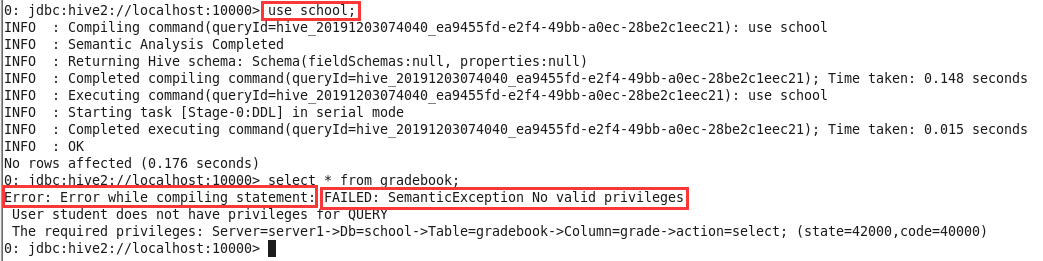 0: jdbc:hive2://localhost:10000> use school;
INFO  : Compiling command(queryId=hive_20191203074040_ea9455fd-e2f4-49bb-a0ec-28be2c1eec21): use school
INFO  : Semantic Analysis Completed
INFO  : Returning Hive schema: Schema(fieldSchemas:null, properties:null)
INFO  : Completed compiling command(queryId=hive_20191203074040_ea9455fd-e2f4-49bb-a0ec-28be2c1eec21); Time taken: 0.148 seconds
INFO  : Executing command(queryId=hive_20191203074040_ea9455fd-e2f4-49bb-a0ec-28be2c1eec21): use school
INFO  : Starting task [Stage-0:DDL] in serial mode
INFO  : Completed executing command(queryId=hive_20191203074040_ea9455fd-e2f4-49bb-a0ec-28be2c1eec21); Time taken: 0.015 seconds
INFO  : OK
No rows affected (0.176 seconds)
0: jdbc:hive2://localhost:10000> select * from gradebook;
Error: Error while compiling statement: FAILED: SemanticException No valid privileges
 User student does not have privileges for QUERY
 The required privileges: Server=server1->Db=school->Table=gradebook->Column=grade->action=select; (state=42000,code=40000)
0: jdbc:hive2://localhost:10000>